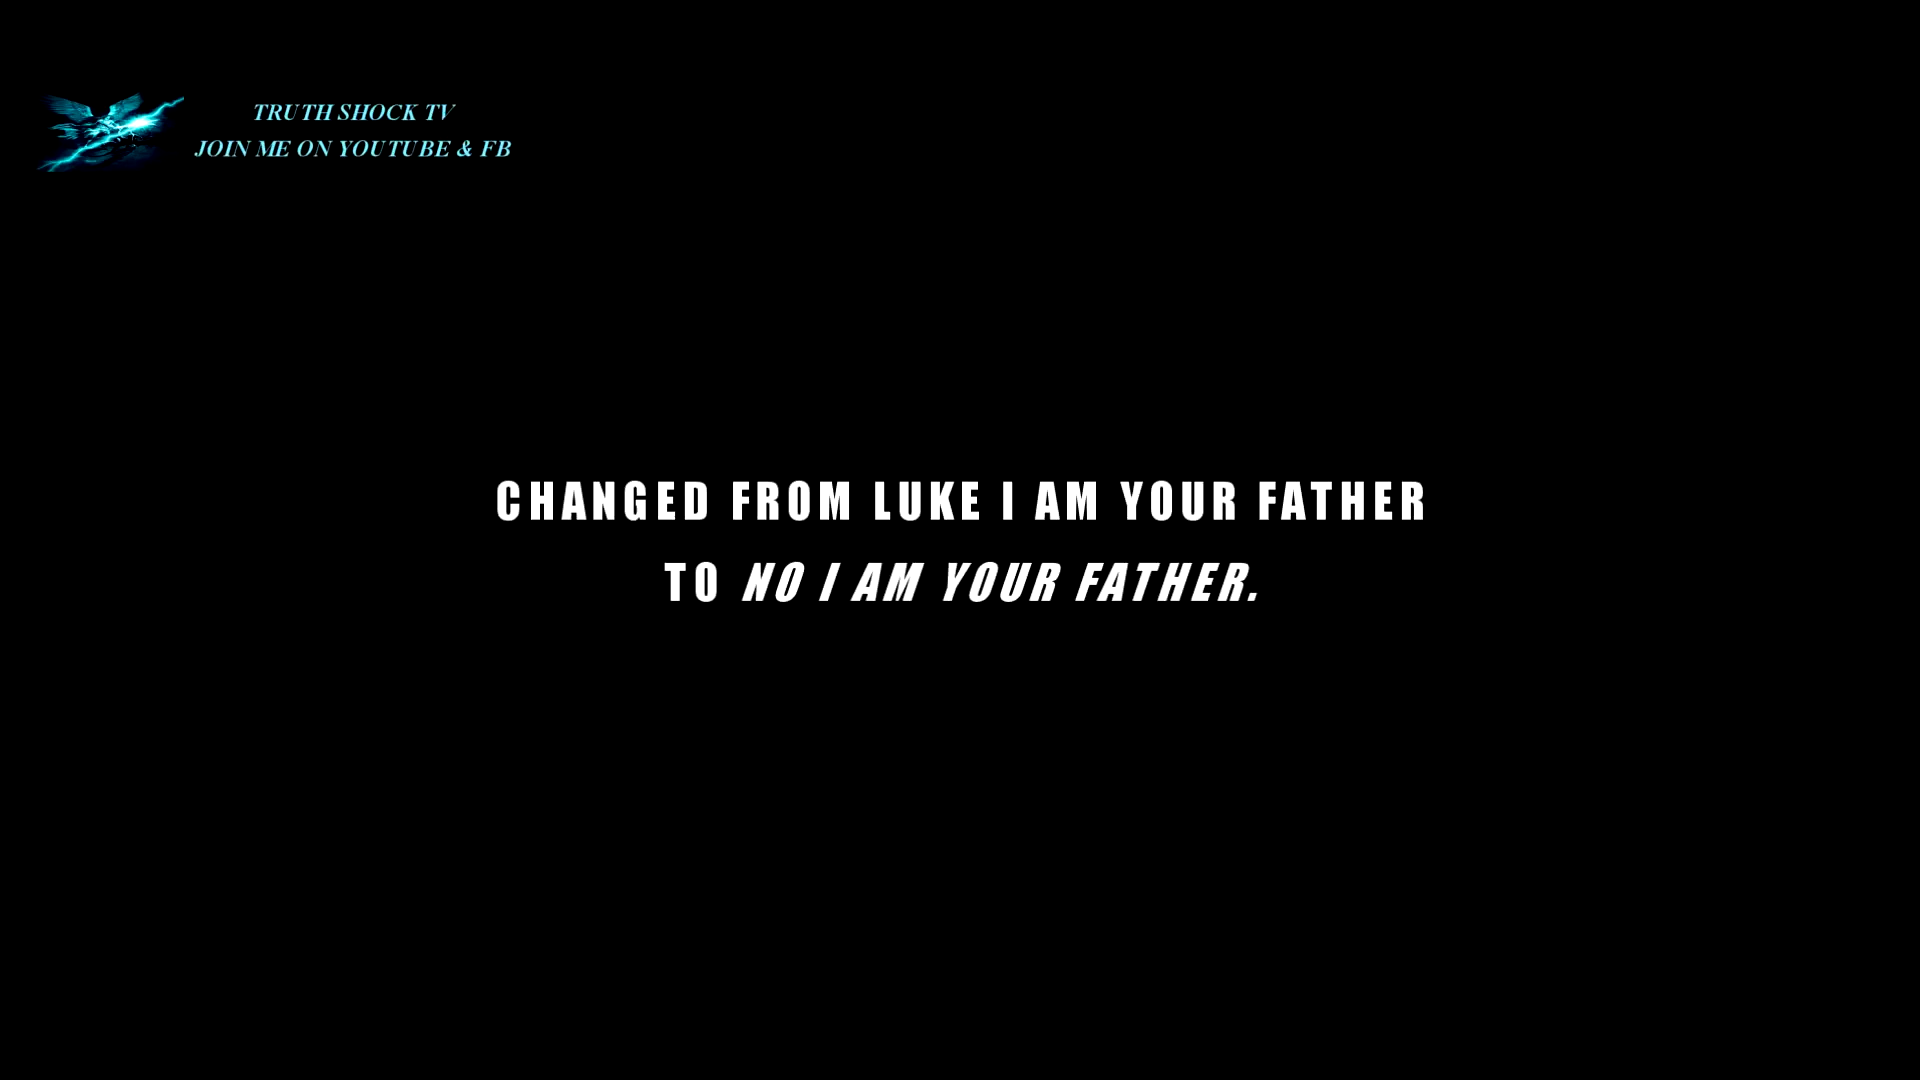 TRUTH SHOCK TV
JOIN ME ON YOUTUBE & FB
CHANGED FROM LUKE I AM YOUR FATHER
TO NO I AM YOUR FATHER.